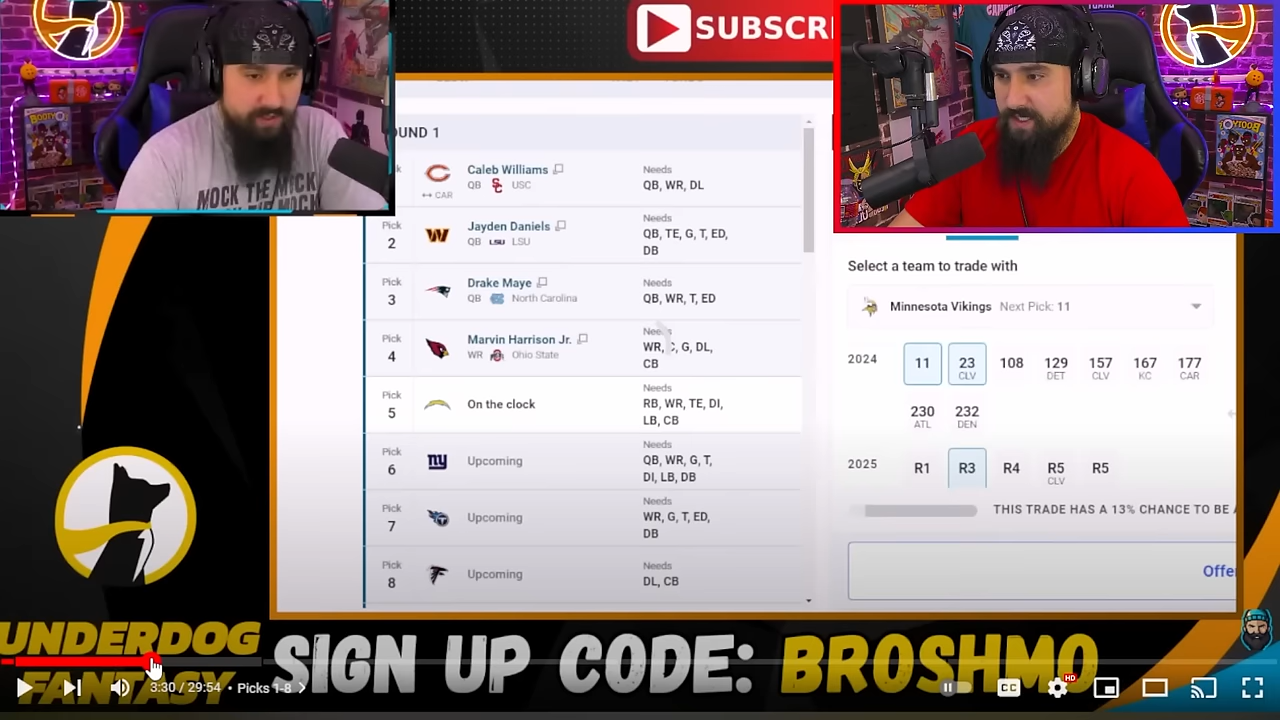 SUBSCRI
OUND 1
Caleb Williams
QB USC
CAR
Needs
QB, WR, DL
Pick
2
Jayden Daniels
QB LSU LSU
Needs
QB, TE, G, T, ED,
DB
Pick
3
Drake Maye
QB North Carolina
Needs
QB, WR, T, ED
Pick
4
Marvin Harrison Jr.
WR Ohio State
Needs
WR, C, G, DL,
CB
Pick
5
On the clock
Needs
RB, WR, TE, DI,
LB, CB
Pick
6
ny
Upcoming
Needs
QB, WR, G, T,
DI, LB, DB
Pick
7
Upcoming
Needs
WR, G, T, ED,
DB
Pick
8
Upcoming
Needs
DL, CB
MOCK THE MOCK
Select a team to trade with
Minnesota Vikings Next Pick: 11
2024 11 23 108 129 157 167 177
CLV DET CLV KC CAR
230 232
ATL DEN
2025 R1 R3 R4 R5 R5
CLV
THIS TRADE HAS A 13% CHANCE TO BE A
Offe
UNDERDOG
FANTASY
SIGN UP CODE: BROSHMO
3:30 / 29:54 • Picks 1-8
CC
HD